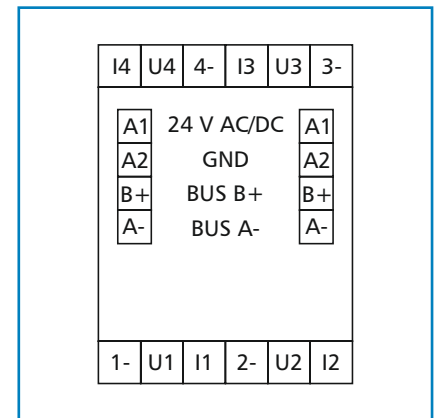 I4 U4 4- I3 U3 3-
A1 24 V AC/DC A1
A2 GND A2
B+ BUS B+ B+
A- BUS A- A-
1- U1 I1 2- U2 I2